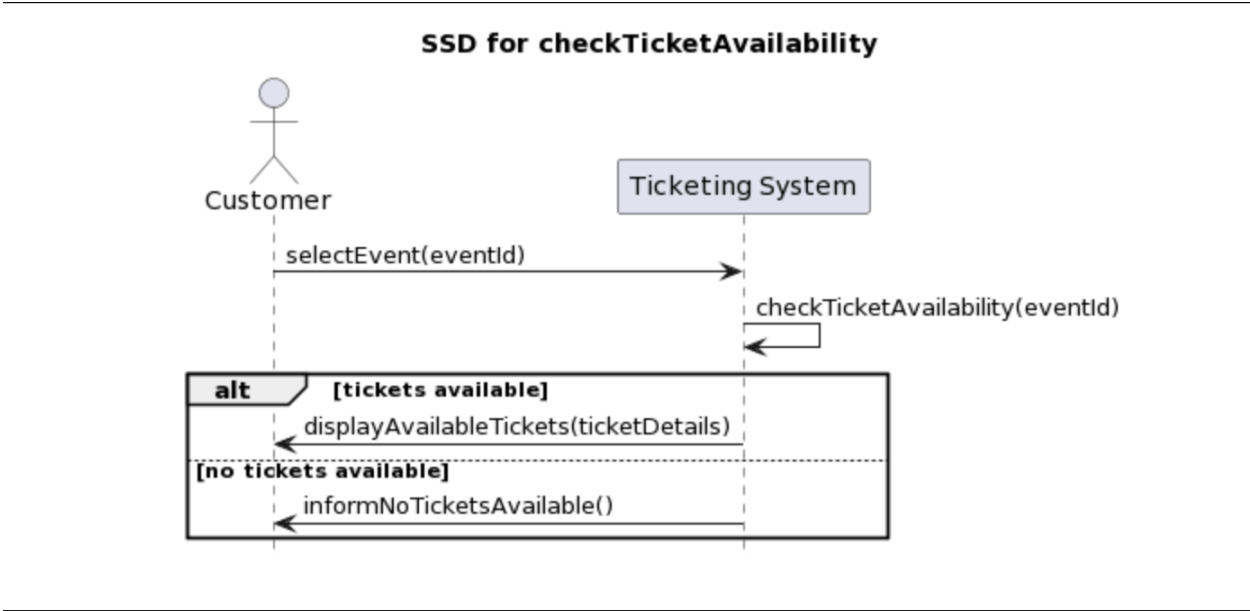 SSD for checkTicketAvailability
Customer
Ticketing System
selectEvent(eventId)
checkTicketAvailability(eventId)
alt [tickets available]
displayAvailableTickets(ticketDetails)
[no tickets available]
informNoTicketsAvailable()